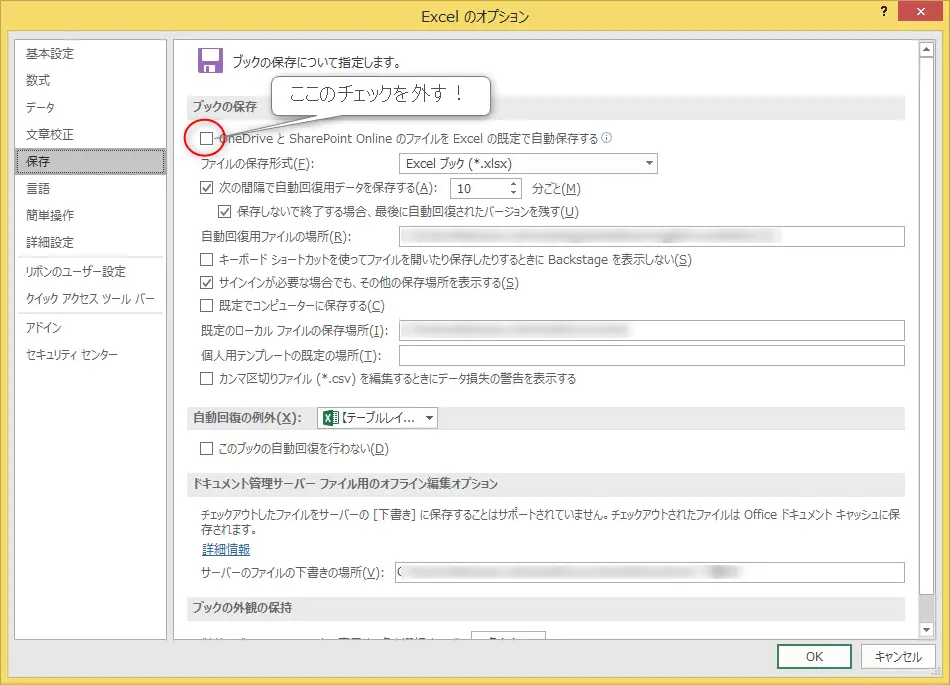 Excel のオプション
?
基本設定
数式
データ
文章校正
保存
言語
簡単操作
詳細設定
リボンのユーザー設定
クイック アクセス ツール バー
アドイン
セキュリティ センター
ブックの保存について指定します。
ここのチェックを外す！
ブックの保存
OneDrive と SharePoint Online のファイルを Excel の既定で自動保存する
ファイルの保存形式(F):
Excel ブック (*.xlsx)
次の間隔で自動回復用データを保存する(A): 10 分ごと(M)
保存しないで終了する場合、最後に自動回復されたバージョンを残す(U)
自動回復用ファイルの場所(R):
キーボード ショートカットを使ってファイルを開いたり保存したりするときに Backstage を表示しない(S)
サインインが必要な場合でも、その他の保存場所を表示する(S)
既定でコンピューターに保存する(C)
既定のローカル ファイルの保存場所(I):
個人用テンプレートの既定の場所(T):
カンマ区切りファイル (*.csv) を編集するときにデータ損失の警告を表示する
自動回復の例外(X): 【テーブルレイ...
このブックの自動回復を行わない(D)
ドキュメント管理サーバー ファイル用のオフライン編集オプション
チェックアウトしたファイルをサーバーの [下書き] に保存することはサポートされていません。チェックアウトされたファイルは Office ドキュメント キャッシュに保
存されます。
詳細情報
サーバーのファイルの下書きの場所(V):
ブックの外観の保持
OK
キャンセル